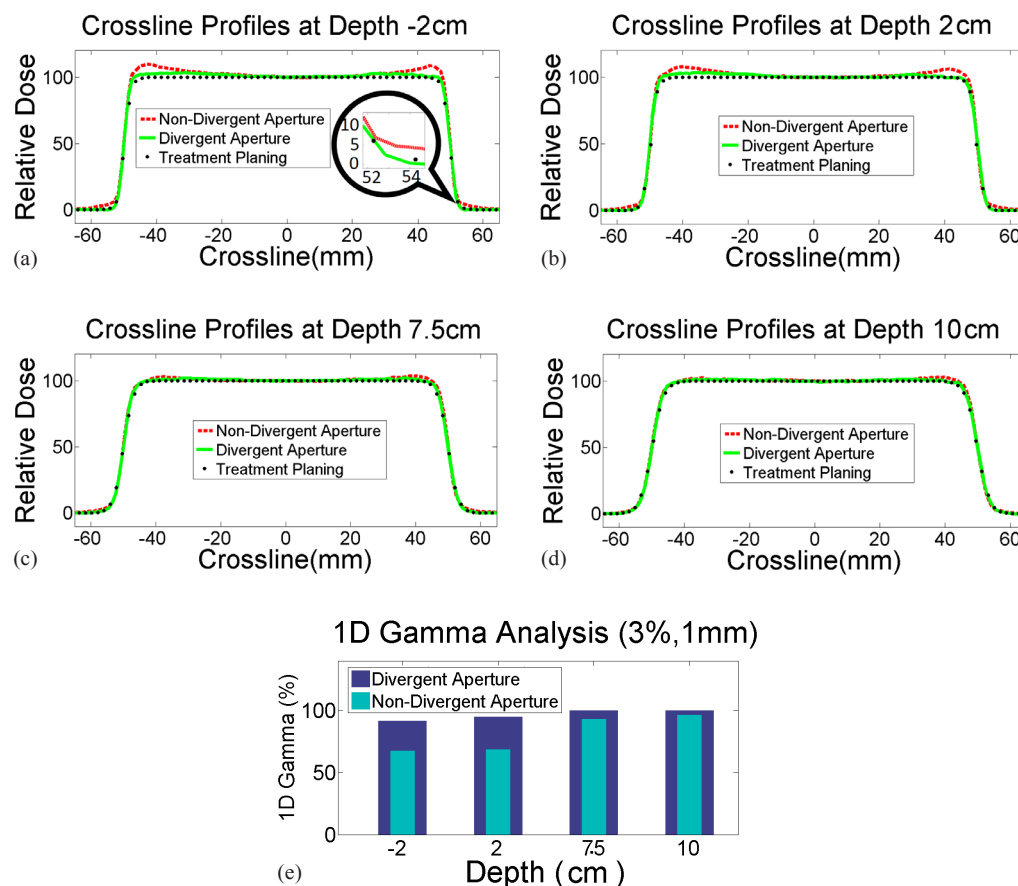 Crossline Profiles at Depth -2cm
Relative Dose
100
50
0
Non-Divergent Aperture
Divergent Aperture
Treatment Planing
10
5
0
52 54
-60 -40 -20 0 20 40 60
Crossline(mm)
(a)
Crossline Profiles at Depth 2cm
Relative Dose
100
50
0
Non-Divergent Aperture
Divergent Aperture
Treatment Planing
-60 -40 -20 0 20 40 60
Crossline(mm)
(b)
Crossline Profiles at Depth 7.5cm
Relative Dose
100
50
0
Non-Divergent Aperture
Divergent Aperture
Treatment Planing
-60 -40 -20 0 20 40 60
Crossline(mm)
(c)
Crossline Profiles at Depth 10cm
Relative Dose
100
50
0
Non-Divergent Aperture
Divergent Aperture
Treatment Planing
-60 -40 -20 0 20 40 60
Crossline(mm)
(d)
1D Gamma Analysis (3%,1mm)
1D Gamma (%)
100
50
0
Divergent Aperture
Non-Divergent Aperture
-2 2 7.5 10
Depth (cm)
(e)